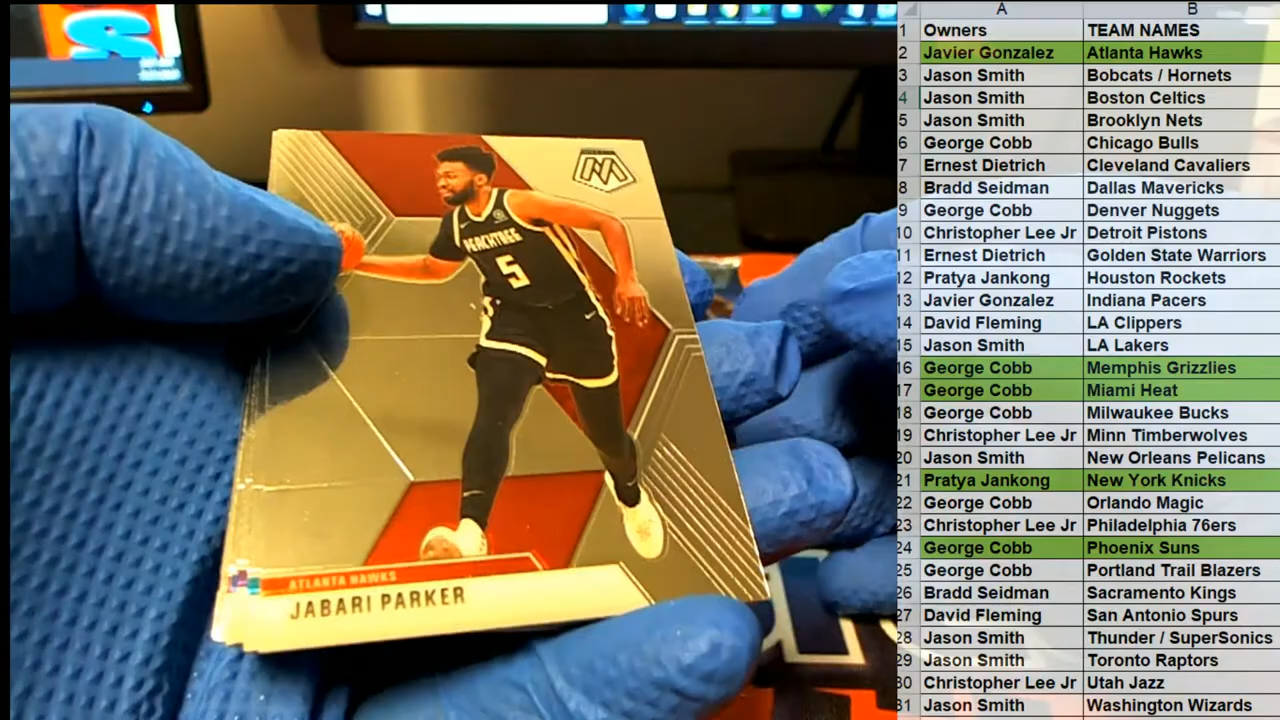 PEACHTREE
5
ATLANTA HAWKS
JABARI PARKER
A B
1 Owners TEAM NAMES
2 Javier Gonzalez Atlanta Hawks
3 Jason Smith Bobcats / Hornets
4 Jason Smith Boston Celtics
5 Jason Smith Brooklyn Nets
6 George Cobb Chicago Bulls
7 Ernest Dietrich Cleveland Cavaliers
8 Bradd Seidman Dallas Mavericks
9 George Cobb Denver Nuggets
10 Christopher Lee Jr Detroit Pistons
11 Ernest Dietrich Golden State Warriors
12 Pratya Jankong Houston Rockets
13 Javier Gonzalez Indiana Pacers
14 David Fleming LA Clippers
15 Jason Smith LA Lakers
16 George Cobb Memphis Grizzlies
17 George Cobb Miami Heat
18 George Cobb Milwaukee Bucks
19 Christopher Lee Jr Minn Timberwolves
20 Jason Smith New Orleans Pelicans
21 Pratya Jankong New York Knicks
22 George Cobb Orlando Magic
23 Christopher Lee Jr Philadelphia 76ers
24 George Cobb Phoenix Suns
25 George Cobb Portland Trail Blazers
26 Bradd Seidman Sacramento Kings
27 David Fleming San Antonio Spurs
28 Jason Smith Thunder / SuperSonics
29 Jason Smith Toronto Raptors
30 Christopher Lee Jr Utah Jazz
31 Jason Smith Washington Wizards